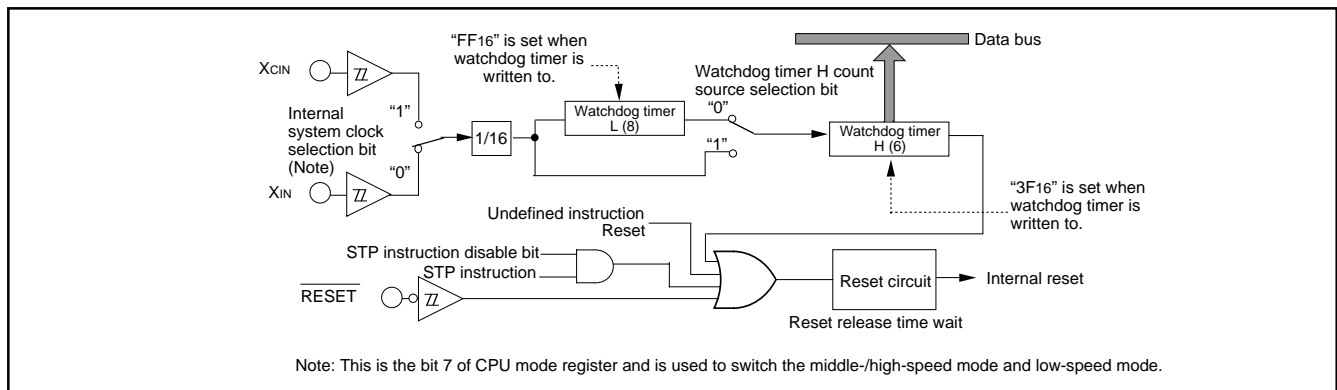 “FF16” is set when
watchdog timer is
written to.
Data bus
XCIN
Watchdog timer H count
source selection bit
“0”
“1”
Internal
system clock
selection bit
(Note)
“0”
1/16
Watchdog timer
L (8)
“1”
Watchdog timer
H (6)
XIN
“3F16” is set when
watchdog timer is
written to.
Undefined instruction
Reset
STP instruction disable bit
STP instruction
RESET
Reset circuit
Internal reset
Reset release time wait
Note: This is the bit 7 of CPU mode register and is used to switch the middle-/high-speed mode and low-speed mode.